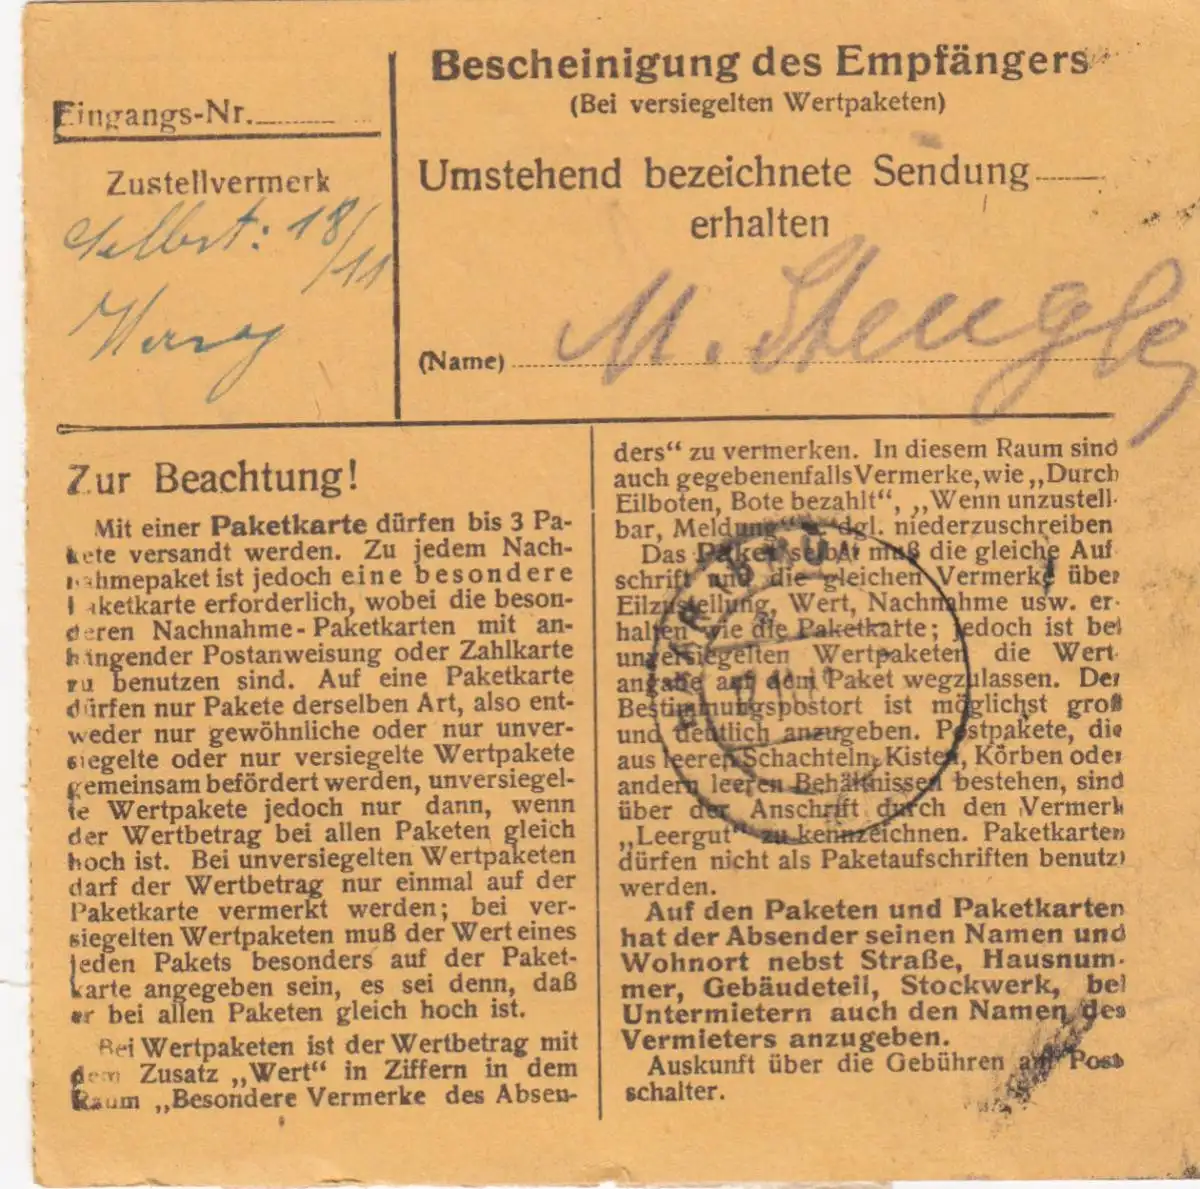 Eingangs-Nr.
Zustellvermerk
Selbst: 18/11
Bescheinigung des Empfängers
(Bei versiegelten Wertpaketen)
Umstehend bezeichnete Sendung
erhalten
(Name) M. Stengle
Zur Beachtung!
Mit einer Paketkarte dürfen bis 3 Pa-
kete versandt werden. Zu jedem Nach-
nahmepaket ist jedoch eine besondere
Paketkarte erforderlich, wobei die beson-
deren Nachnahme-Paketkarten mit an-
hängender Postanweisung oder Zahlkarte
zu benutzen sind. Auf eine Paketkarte
dürfen nur Pakete derselben Art, also ent-
weder nur gewöhnliche oder nur unver-
siegelte oder nur versiegelte Wertpakete
gemeinsam befördert werden, unversiegel-
te Wertpakete jedoch nur dann, wenn
der Wertbetrag bei allen Paketen gleich
hoch ist. Bei unversiegelten Wertpaketen
darf der Wertbetrag nur einmal auf der
Paketkarte vermerkt werden; bei ver-
siegelten Wertpaketen muß der Wert eines
jeden Pakets besonders auf der Paket-
karte angegeben sein, es sei denn, daß
er bei allen Paketen gleich hoch ist.
Bei Wertpaketen ist der Wertbetrag mit
dem Zusatz „Wert“ in Ziffern in dem
Raum „Besondere Vermerke des Absen-
ders“ zu vermerken. In diesem Raum sind
auch gegebenenfalls Vermerke, wie „Durch
Eilboten, Bote bezahlt“, „Wenn unzustell-
bar, Meldung“ u. dgl. niederzuschreiben
Das Paket selbst muß die gleiche Auf-
schrift und die gleichen Vermerke über
Eilzustellung, Wert, Nachnahme usw. er-
halten wie die Paketkarte; jedoch ist bei
unversiegelten Wertpaketen die Wert-
angabe auf dem Paket wegzulassen. Der
Bestimmungspostort ist möglichst groß
und deutlich anzugeben. Postpakete, die
aus leeren Schachteln, Kisten, Körben oder
andern leeren Behältnissen bestehen, sind
über der Anschrift durch den Vermerk
„Leergut“ zu kennzeichnen. Paketkarten
dürfen nicht als Paketaufschriften benutzt
werden.
Auf den Paketen und Paketkarten
hat der Absender seinen Namen und
Wohnort nebst Straße, Hausnum-
mer, Gebäudeteil, Stockwerk, bei
Untermietern auch den Namen des
Vermieters anzugeben.
Auskunft über die Gebühren am Post
schalter.